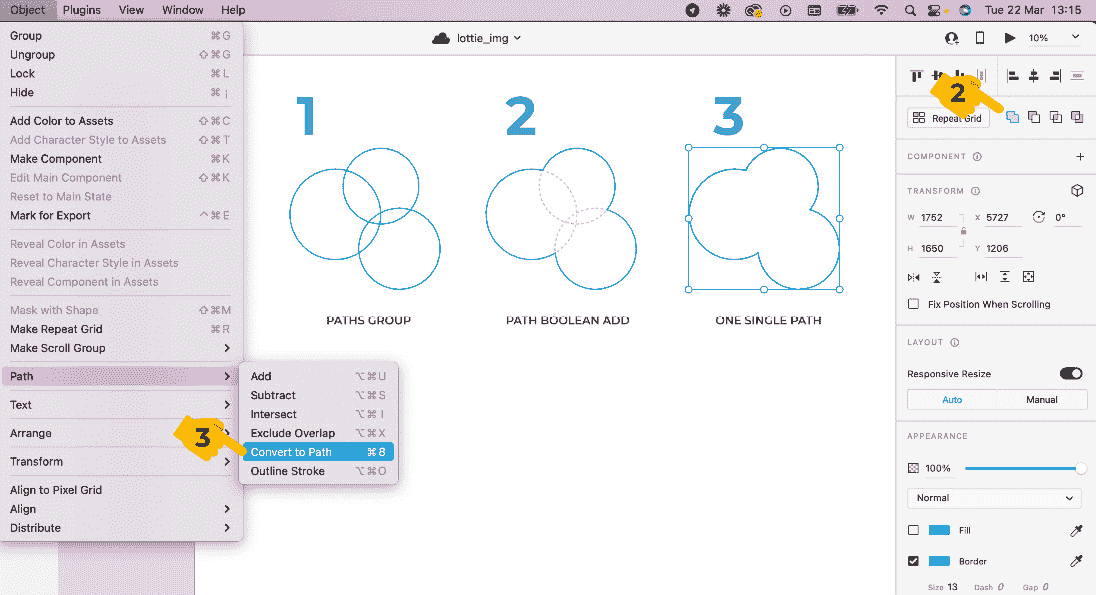 Object Plugins View Window Help Tue 22 Mar 13:15
lottie_img 10%
Group ⌘G
Ungroup ⇧⌘G
Lock ⌘L
Hide ⌘;
Add Color to Assets ⇧⌘C
Add Character Style to Assets ⇧⌘T
Make Component ⌘K
Edit Main Component ⇧⌘K
Reset to Main State
Mark for Export ^⌘E
Reveal Color in Assets
Reveal Character Style in Assets
Reveal Component in Assets
Mask with Shape ⇧⌘M
Make Repeat Grid ⌘R
Make Scroll Group
Path
Text
Arrange
Transform
Align to Pixel Grid
Align
Distribute
Add ⌥⌘U
Subtract ⌥⌘S
Intersect ⌥⌘I
Exclude Overlap ⌥⌘X
Convert to Path ⌘8
Outline Stroke ⌥⌘O
3
1 2 3
PATHS GROUP PATH BOOLEAN ADD ONE SINGLE PATH
2
Repeat Grid
COMPONENT
TRANSFORM
W 1752 X 5727 0°
H 1650 Y 1206
Fix Position When Scrolling
LAYOUT
Responsive Resize
Auto Manual
APPEARANCE
100%
Normal
Fill
Border
Size 13 Dash 0 Gap 0